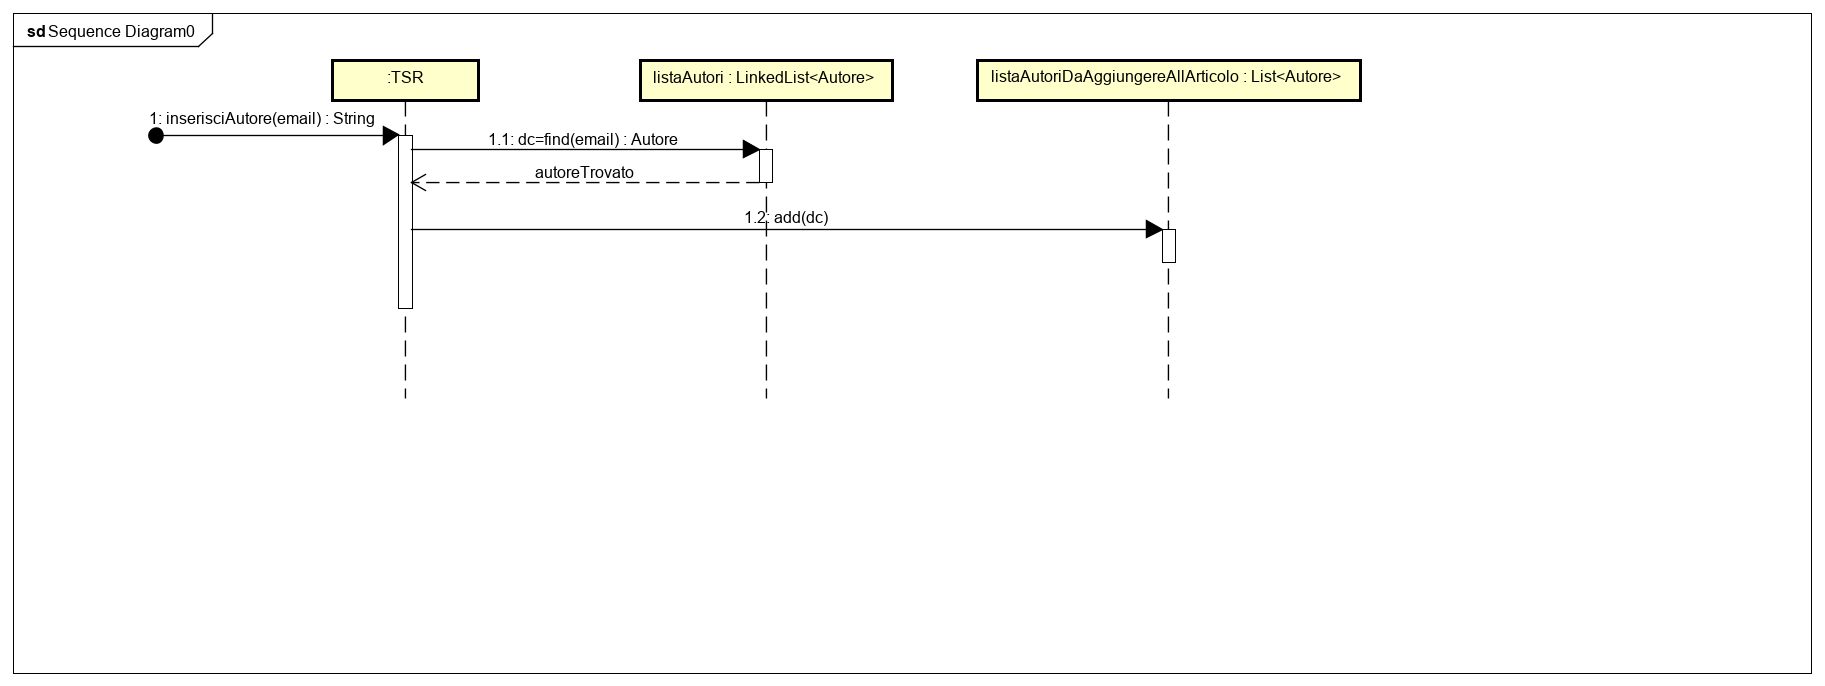 sd Sequence Diagram0
:TSR
listaAutori : LinkedList<Autore>
listaAutoriDaAggiungereAllArticolo : List<Autore>
1: inserisciAutore(email) : String
1.1: dc=find(email) : Autore
autoreTrovato
1.2: add(dc)